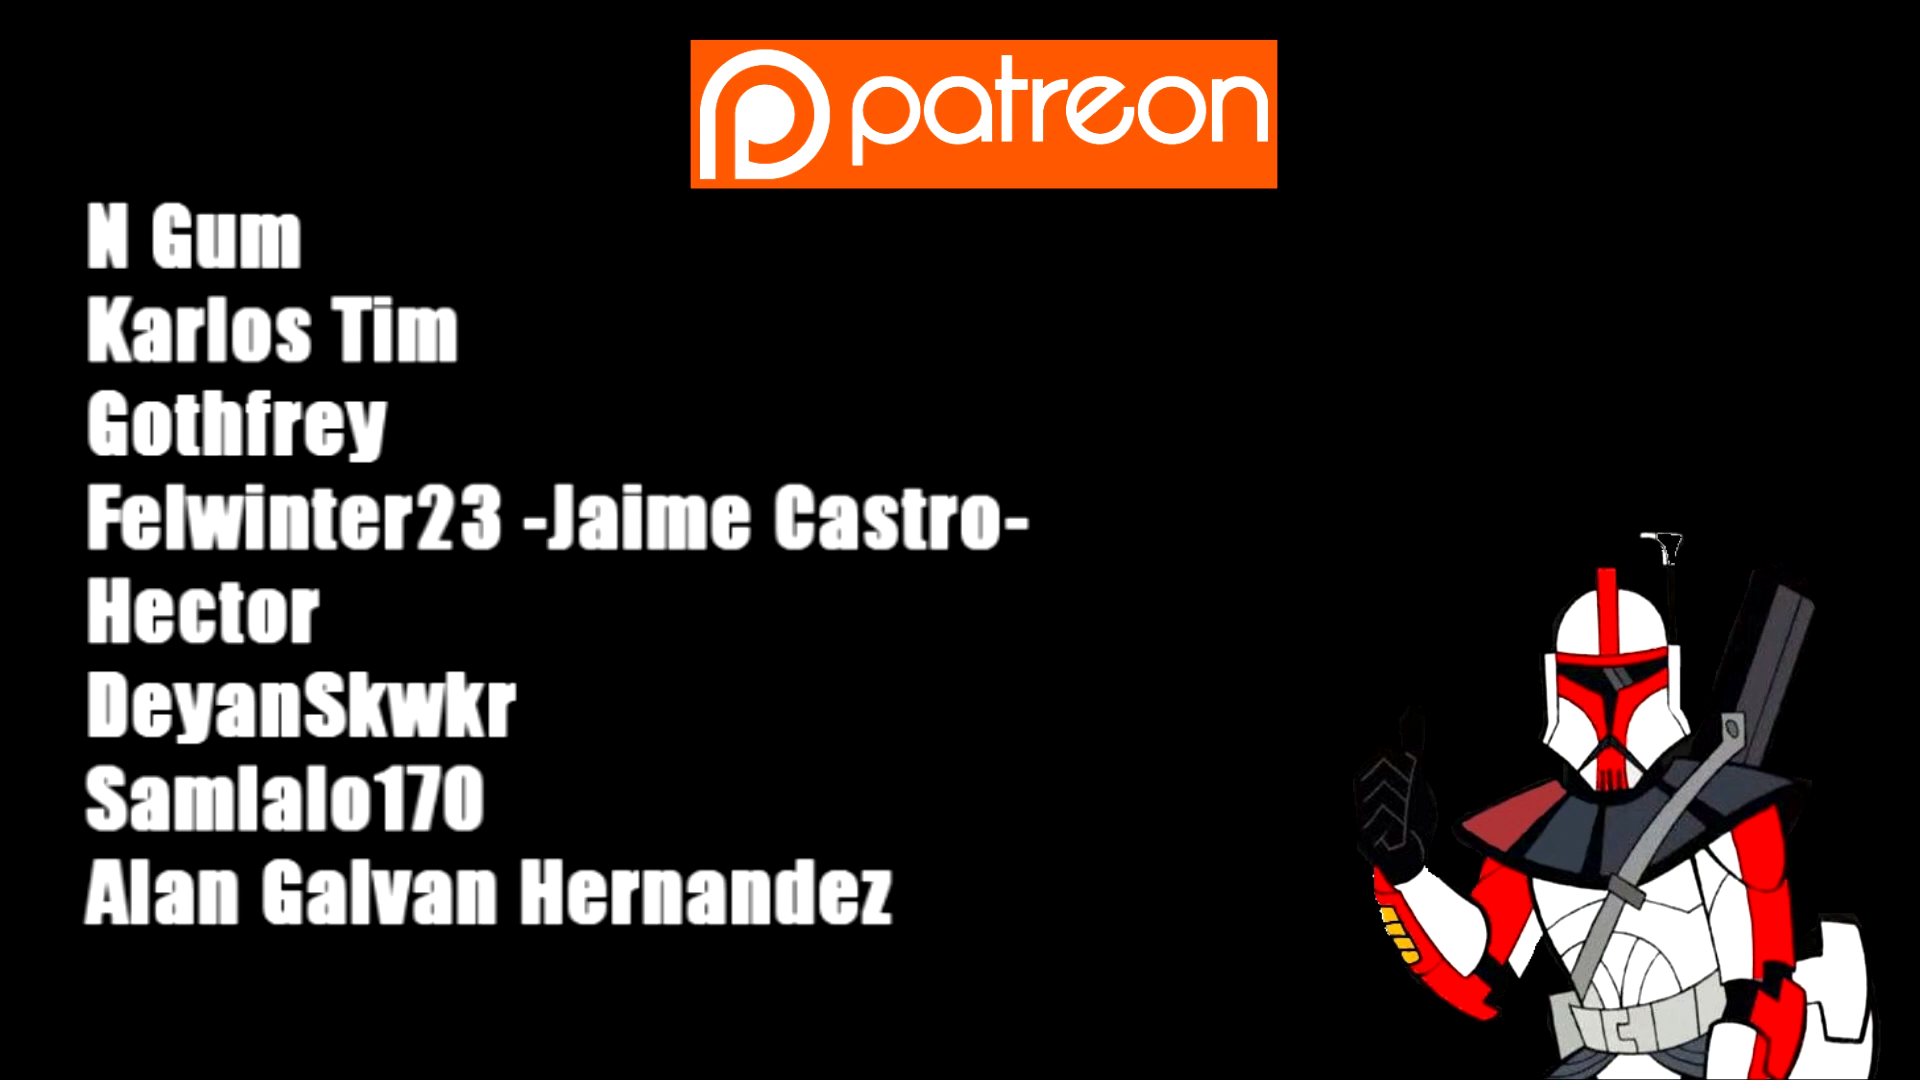 patreon
N Gum
Karlos Tim
Gothfrey
Felwinter23 -Jaime Castro-
Hector
DeyanSkwkr
Samlalo170
Alan Galvan Hernandez